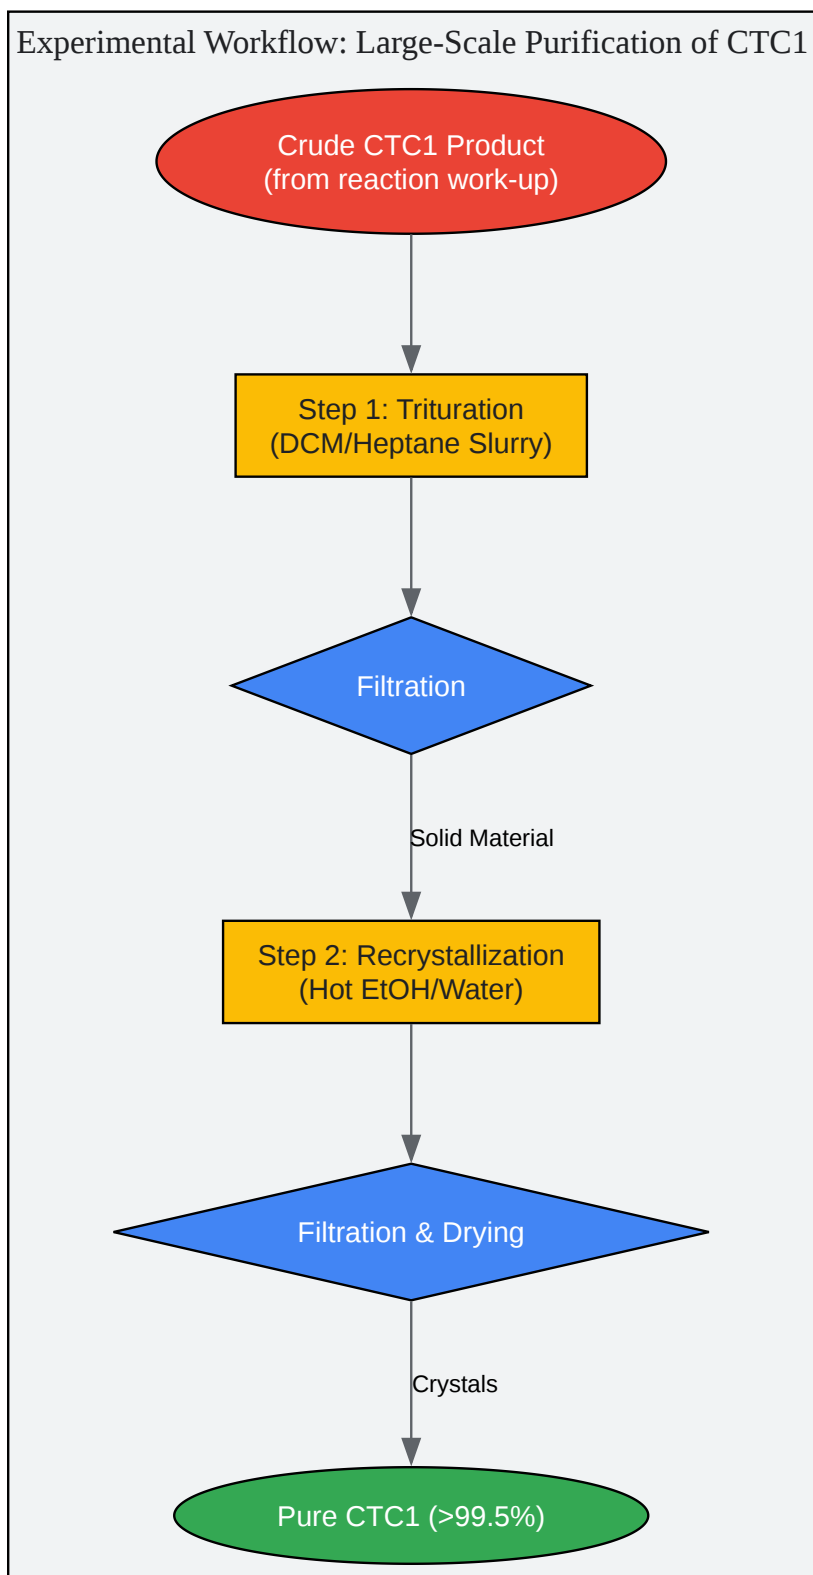 Experimental Workflow: Large-Scale Purification of CTC1
Crude CTC1 Product
(from reaction work-up)
Step 1: Trituration
(DCM/Heptane Slurry)
Filtration
Solid Material
Step 2: Recrystallization
(Hot EtOH/Water)
Filtration & Drying
Crystals
Pure CTC1 (>99.5%)